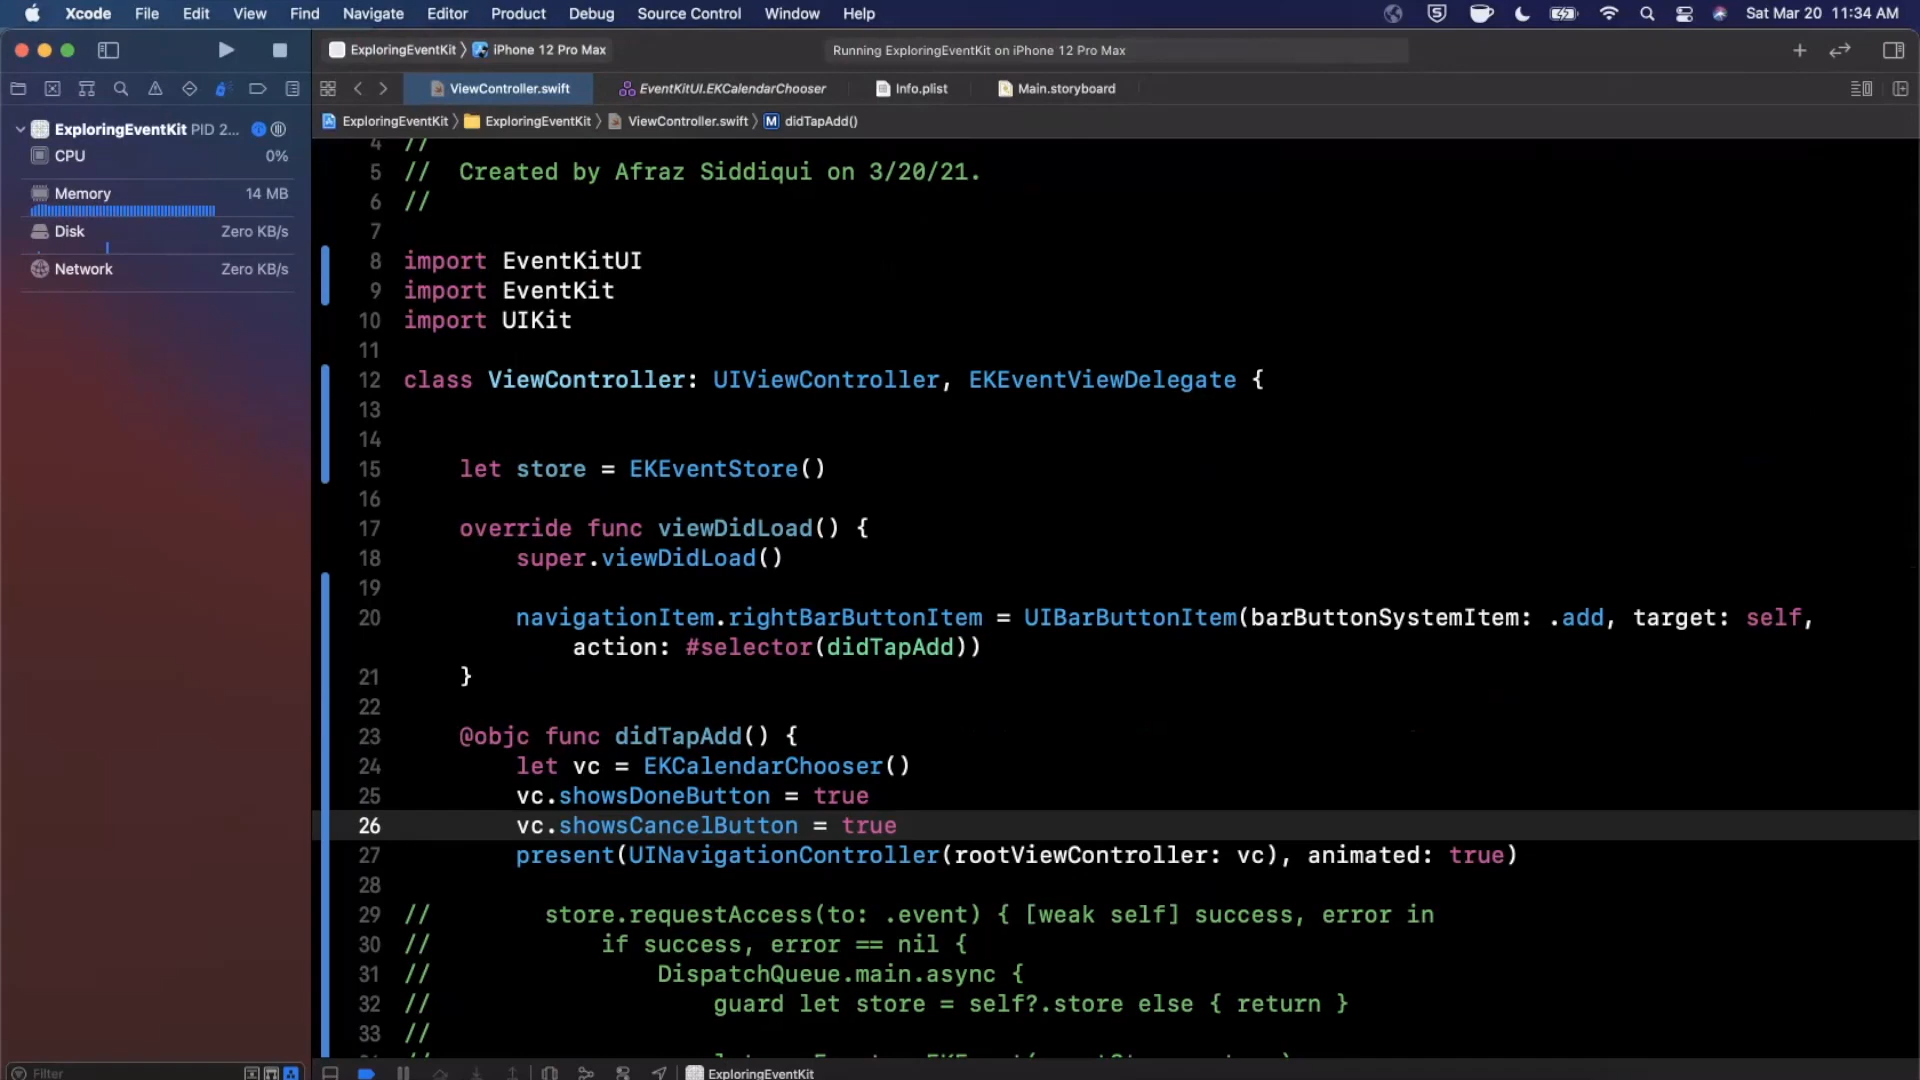 Xcode File Edit View Find Navigate Editor Product Debug Source Control Window Help Sat Mar 20 11:34 AM
ExploringEventKit iPhone 12 Pro Max Running ExploringEventKit on iPhone 12 Pro Max
ViewController.swift EventKitUI.EKCalendarChooser Info.plist Main.storyboard
ExploringEventKit ExploringEventKit ViewController.swift M didTapAdd()
ExploringEventKit PID 2...
CPU 0%
Memory 14 MB
Disk Zero KB/s
Network Zero KB/s
Filter
4 //
5 // Created by Afraz Siddiqui on 3/20/21.
6 //
7
8 import EventKitUI
9 import EventKit
10 import UIKit
11
12 class ViewController: UIViewController, EKEventViewDelegate {
13
14
15 let store = EKEventStore()
16
17 override func viewDidLoad() {
18 super.viewDidLoad()
19
20 navigationItem.rightBarButtonItem = UIBarButtonItem(barButtonSystemItem: .add, target: self,
action: #selector(didTapAdd))
21 }
22
23 @objc func didTapAdd() {
24 let vc = EKCalendarChooser()
25 vc.showsDoneButton = true
26 vc.showsCancelButton = true
27 present(UINavigationController(rootViewController: vc), animated: true)
28
29 // store.requestAccess(to: .event) { [weak self] success, error in
30 // if success, error == nil {
31 // DispatchQueue.main.async {
32 // guard let store = self?.store else { return }
33 //
ExploringEventKit